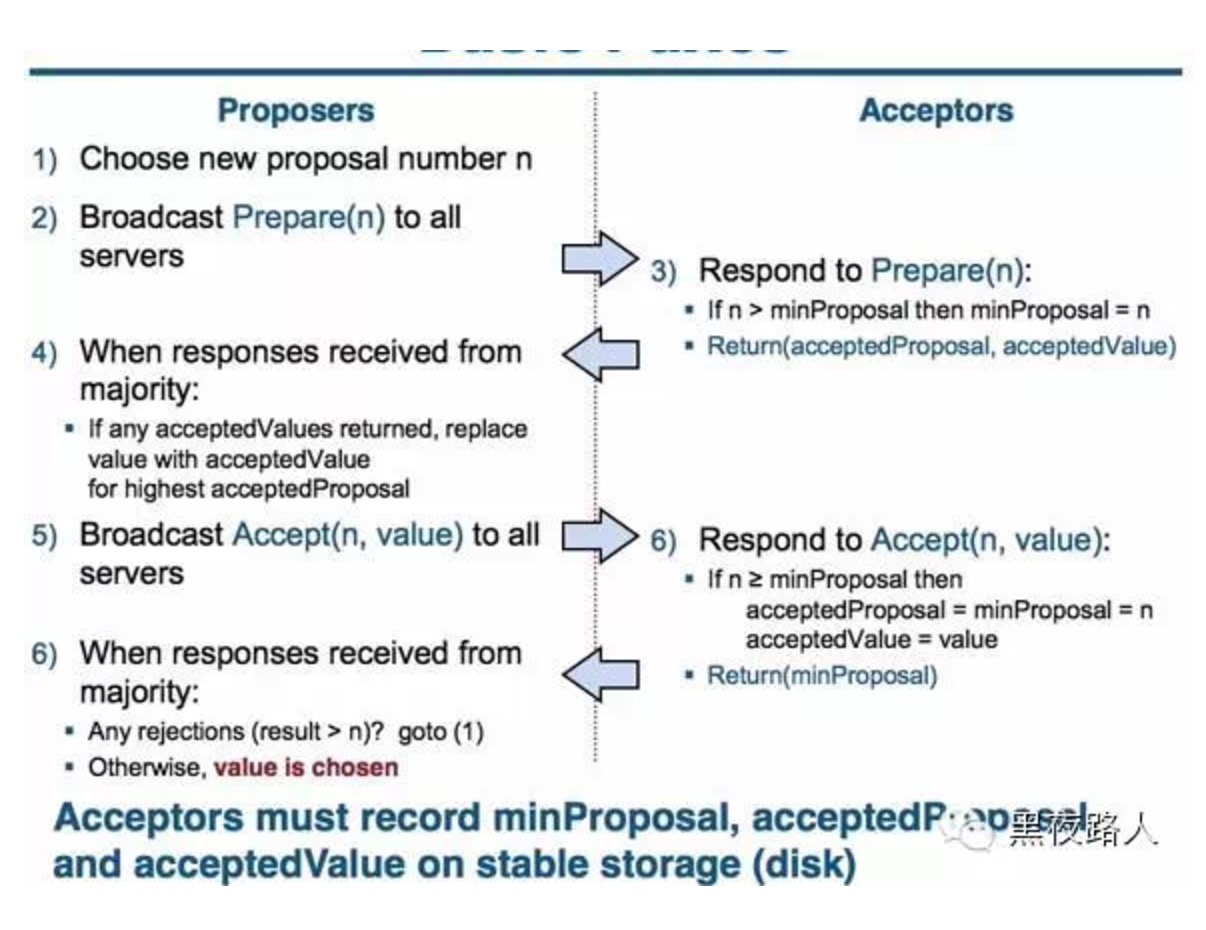 Basic Paxos
Proposers
Acceptors
1) Choose new proposal number n
2) Broadcast Prepare(n) to all
servers
3) Respond to Prepare(n):
▪ If n > minProposal then minProposal = n
▪ Return(acceptedProposal, acceptedValue)
4) When responses received from
majority:
▪ If any acceptedValues returned, replace
value with acceptedValue
for highest acceptedProposal
5) Broadcast Accept(n, value) to all
servers
6) Respond to Accept(n, value):
▪ If n ≥ minProposal then
acceptedProposal = minProposal = n
acceptedValue = value
▪ Return(minProposal)
6) When responses received from
majority:
▪ Any rejections (result > n)? goto (1)
▪ Otherwise, value is chosen
Acceptors must record minProposal, acceptedProposal,
and acceptedValue on stable storage (disk)
黑夜路人